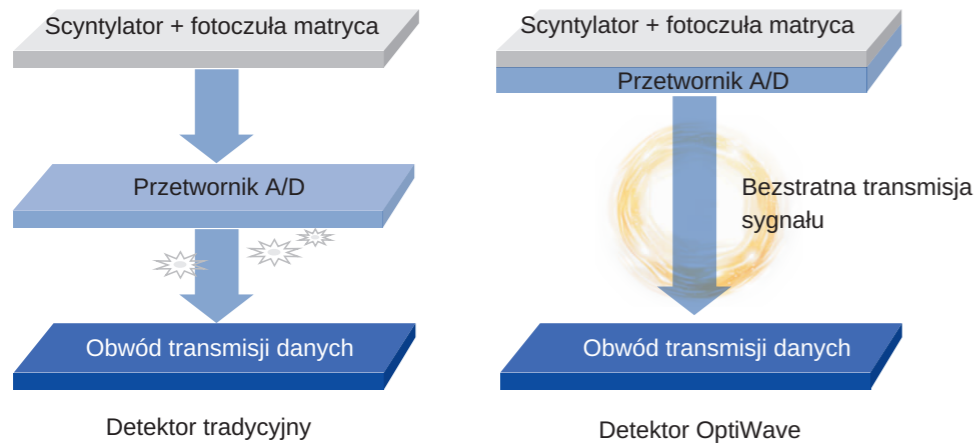 Scyntylator + fotoczuła matryca
Przetwornik A/D
Obwód transmisji danych
Detektor tradycyjny
Scyntylator + fotoczuła matryca
Przetwornik A/D
Bezstratna transmisja
sygnału
Obwód transmisji danych
Detektor OptiWave